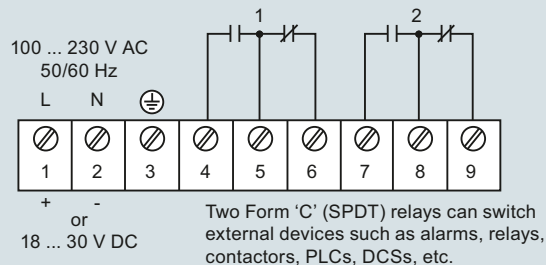 1
2
100 ... 230 V AC
50/60 Hz
L N
1 2 3 4 5 6 7 8 9
+ -
or
18 ... 30 V DC
Two Form ‘C’ (SPDT) relays can switch
external devices such as alarms, relays,
contactors, PLCs, DCSs, etc.